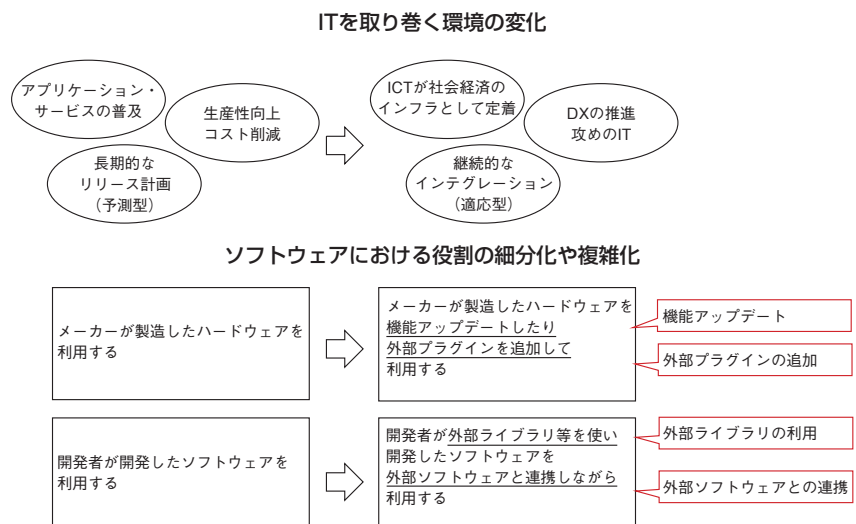 ITを取り巻く環境の変化
アプリケーション・
サービスの普及
生産性向上
コスト削減
長期的な
リリース計画
（予測型）
ICTが社会経済の
インフラとして定着
DXの推進
攻めのIT
継続的な
インテグレーション
（適応型）
ソフトウェアにおける役割の細分化や複雑化
メーカーが製造したハードウェアを
利用する
メーカーが製造したハードウェアを
機能アップデートしたり
外部プラグインを追加して
利用する
機能アップデート
外部プラグインの追加
開発者が開発したソフトウェアを
利用する
開発者が外部ライブラリ等を使い
開発したソフトウェアを
外部ソフトウェアと連携しながら
利用する
外部ライブラリの利用
外部ソフトウェアとの連携